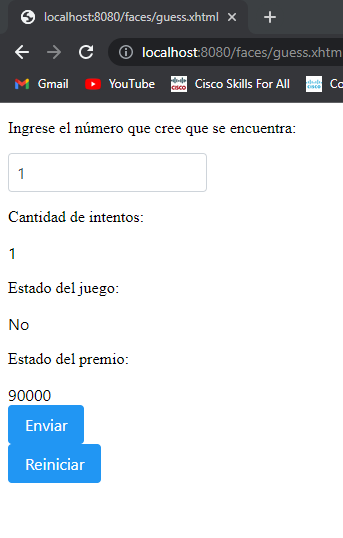 localhost:8080/faces/guess.xhtml
localhost:8080/faces/guess.xhtm
Gmail YouTube Cisco Skills For All Co
Ingrese el número que cree que se encuentra:
1
Cantidad de intentos:
1
Estado del juego:
No
Estado del premio:
90000
Enviar
Reiniciar